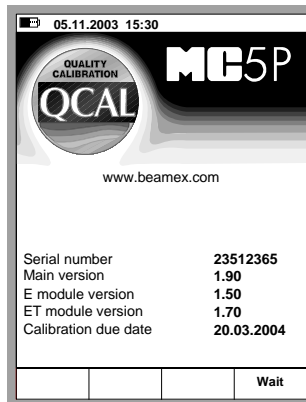 05.11.2003 15:30
QUALITY
CALIBRATION
QCAL
MC5P
www.beamex.com
Serial number 23512365
Main version 1.90
E module version 1.50
ET module version 1.70
Calibration due date 20.03.2004
Wait